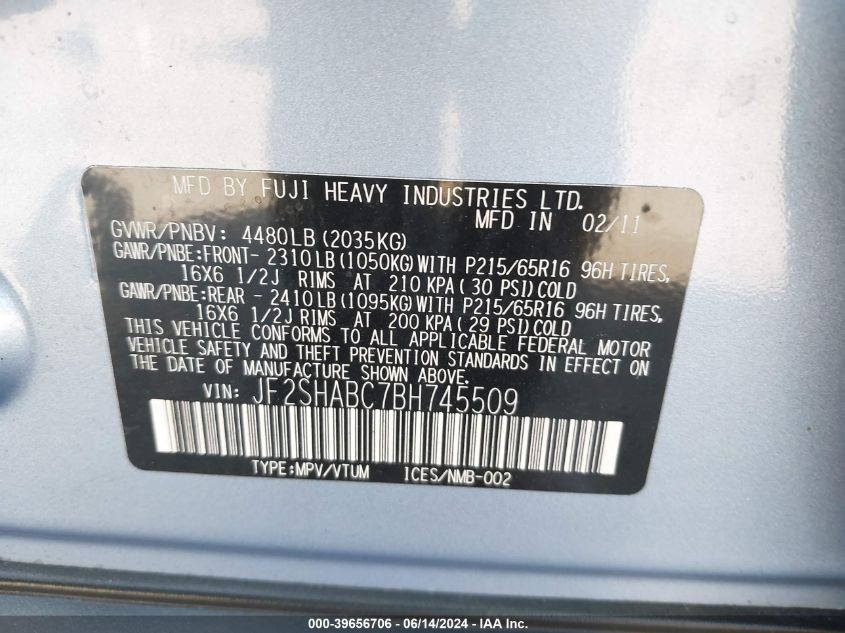 MFD BY FUJI HEAVY INDUSTRIES LTD.
MFD IN 02/11
GVWR/PNBV: 4480LB(2035KG)
GAWR/PNBE:FRONT- 2310LB(1050KG)WITH P215/65R16 96H TIRES,
16X6 1/2J RIMS AT 210 KPA(30 PSI)COLD
GAWR/PNBE:REAR - 2410LB(1095KG)WITH P215/65R16 96H TIRES,
16X6 1/2J RIMS AT 200 KPA(29 PSI)COLD
THIS VEHICLE CONFORMS TO ALL APPLICABLE FEDERAL MOTOR
VEHICLE SAFETY AND THEFT PREVENTION STANDARDS IN EFFECT ON
THE DATE OF MANUFACTURE SHOWN ABOVE.
VIN: JF2SHABC7BH745509
TYPE:MPV/VTUM ICES/NMB-002
000-39656706 - 06/14/2024 - IAA Inc.